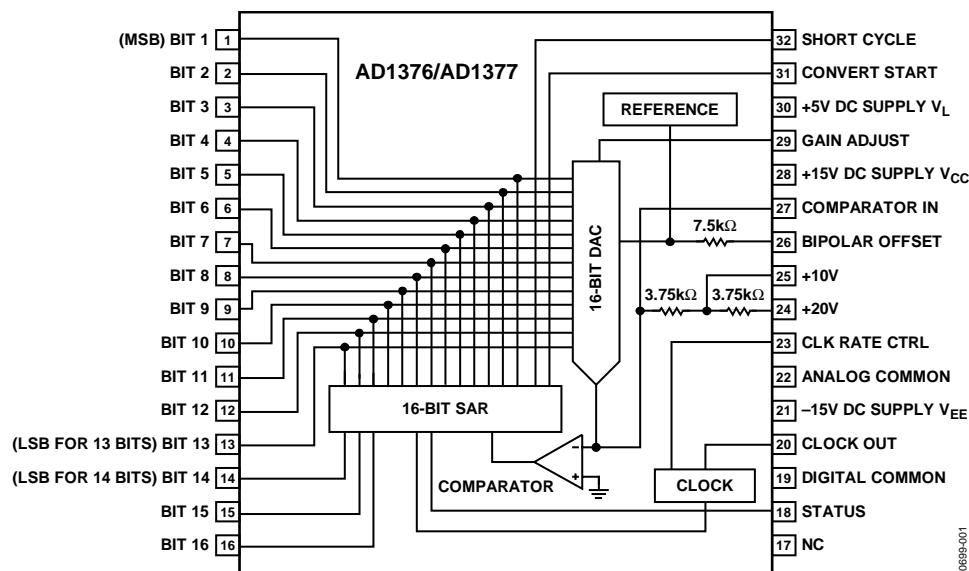 AD1376/AD1377
(MSB) BIT 1 1
BIT 2 2
BIT 3 3
BIT 4 4
BIT 5 5
BIT 6 6
BIT 7 7
BIT 8 8
BIT 9 9
BIT 10 10
BIT 11 11
BIT 12 12
(LSB FOR 13 BITS) BIT 13 13
(LSB FOR 14 BITS) BIT 14 14
BIT 15 15
BIT 16 16
REFERENCE
16-BIT DAC
7.5kΩ
3.75kΩ 3.75kΩ
16-BIT SAR
– 
+
COMPARATOR
CLOCK
32 SHORT CYCLE
31 CONVERT START
30 +5V DC SUPPLY VL
29 GAIN ADJUST
28 +15V DC SUPPLY VCC
27 COMPARATOR IN
26 BIPOLAR OFFSET
25 +10V
24 +20V
23 CLK RATE CTRL
22 ANALOG COMMON
21 –15V DC SUPPLY VEE
20 CLOCK OUT
19 DIGITAL COMMON
18 STATUS
17 NC
0699-001